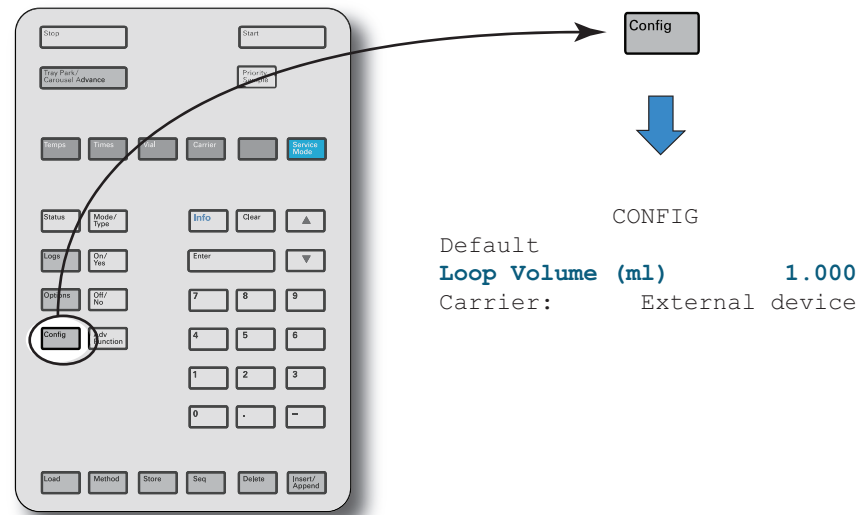 Stop
Start
Config
Tray Park/
Carousel Advance
Priority
Sample
Temps
Times
Vial
Carrier
Service
Mode
Status
Mode/
Type
Info
Clear
Logs
On/
Yes
Enter
Options
Off/
No
7
8
9
Config
Adv
Function
4
5
6
1
2
3
0
.
–
Load
Method
Store
Seq
Delete
Insert/
Append
CONFIG
Default
Loop Volume (ml) 1.000
Carrier: External device